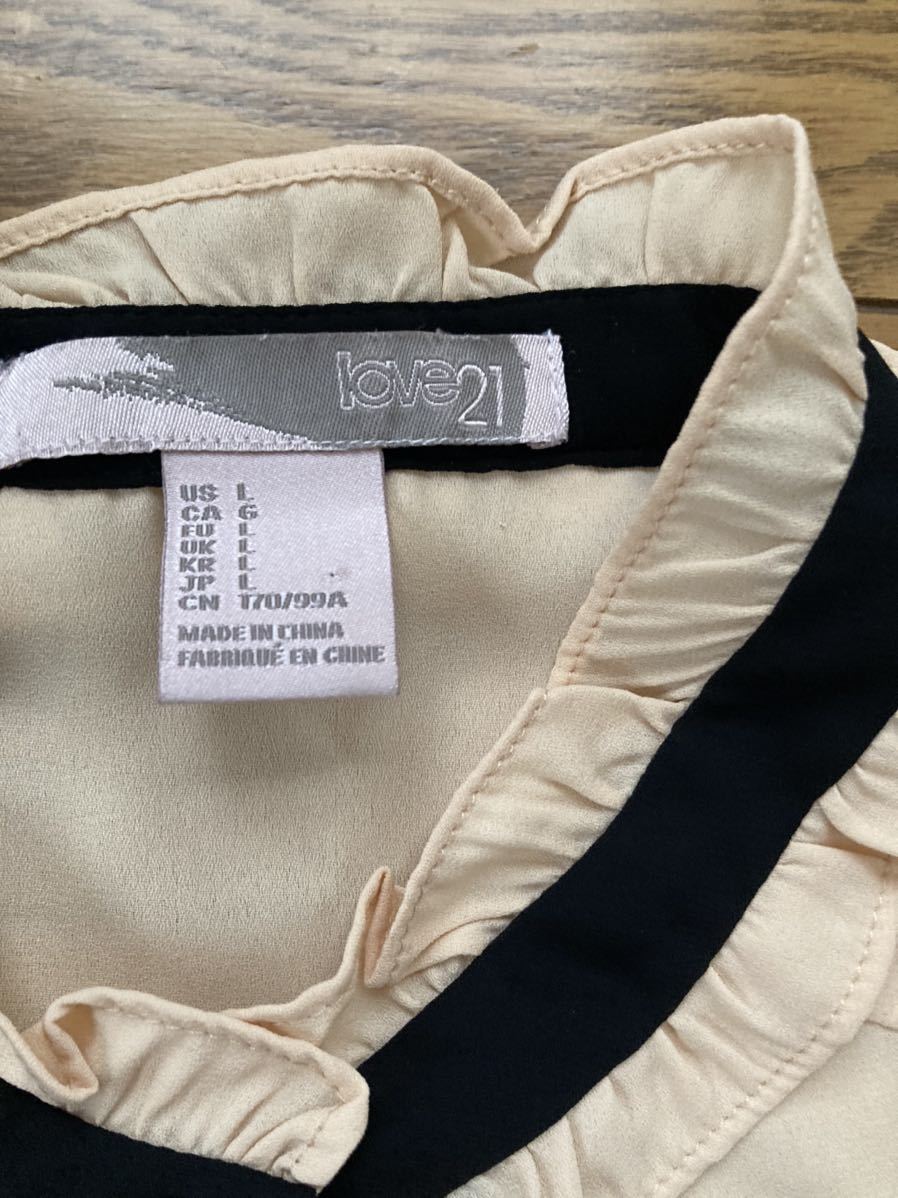 love21
US L
CA G
EU L
UK L
KR L
JP L
CN 170/99A
MADE IN CHINA
FABRIQUÉ EN CHINE